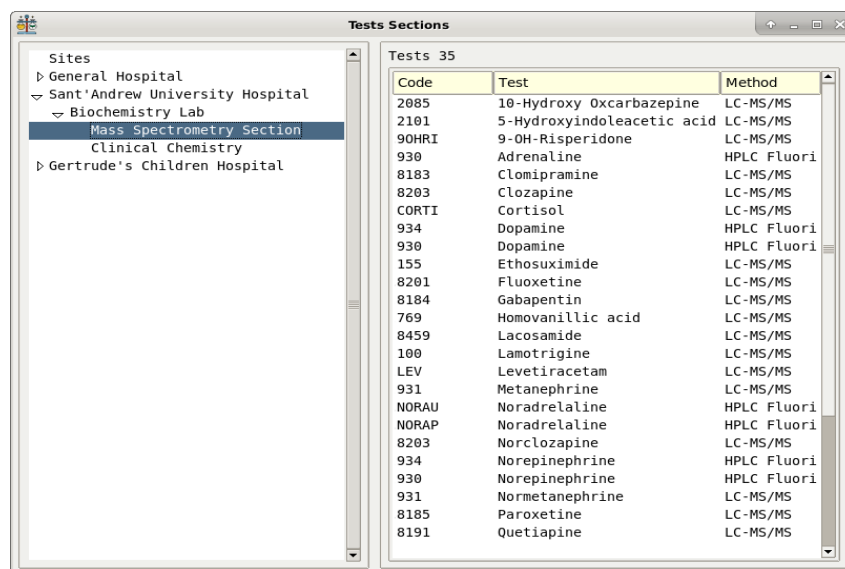 Tests Sections
Sites
General Hospital
Sant'Andrew University Hospital
Biochemistry Lab
Mass Spectrometry Section
Clinical Chemistry
Gertrude's Children Hospital
Tests 35
Code Test Method
2085 10-Hydroxy Oxcarbazepine LC-MS/MS
2101 5-Hydroxyindoleacetic acid LC-MS/MS
9OHRI 9-OH-Risperidone LC-MS/MS
930 Adrenaline HPLC Fluori
8183 Clomipramine LC-MS/MS
8203 Clozapine LC-MS/MS
CORTI Cortisol LC-MS/MS
934 Dopamine HPLC Fluori
930 Dopamine HPLC Fluori
155 Ethosuximide LC-MS/MS
8201 Fluoxetine LC-MS/MS
8184 Gabapentin LC-MS/MS
769 Homovanillic acid LC-MS/MS
8459 Lacosamide LC-MS/MS
100 Lamotrigine LC-MS/MS
LEV Levetiracetam LC-MS/MS
931 Metanephrine LC-MS/MS
NORAU Noradrelaline HPLC Fluori
NORAP Noradrelaline HPLC Fluori
8203 Norclozapine LC-MS/MS
934 Norepinephrine HPLC Fluori
930 Norepinephrine HPLC Fluori
931 Normetanephrine LC-MS/MS
8185 Paroxetine LC-MS/MS
8191 Quetiapine LC-MS/MS